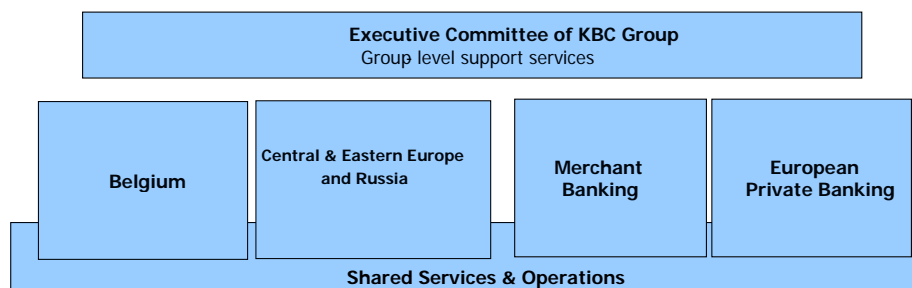 Executive Committee of KBC Group
Group level support services
Belgium
Central & Eastern Europe
and Russia
Merchant
Banking
European
Private Banking
Shared Services & Operations